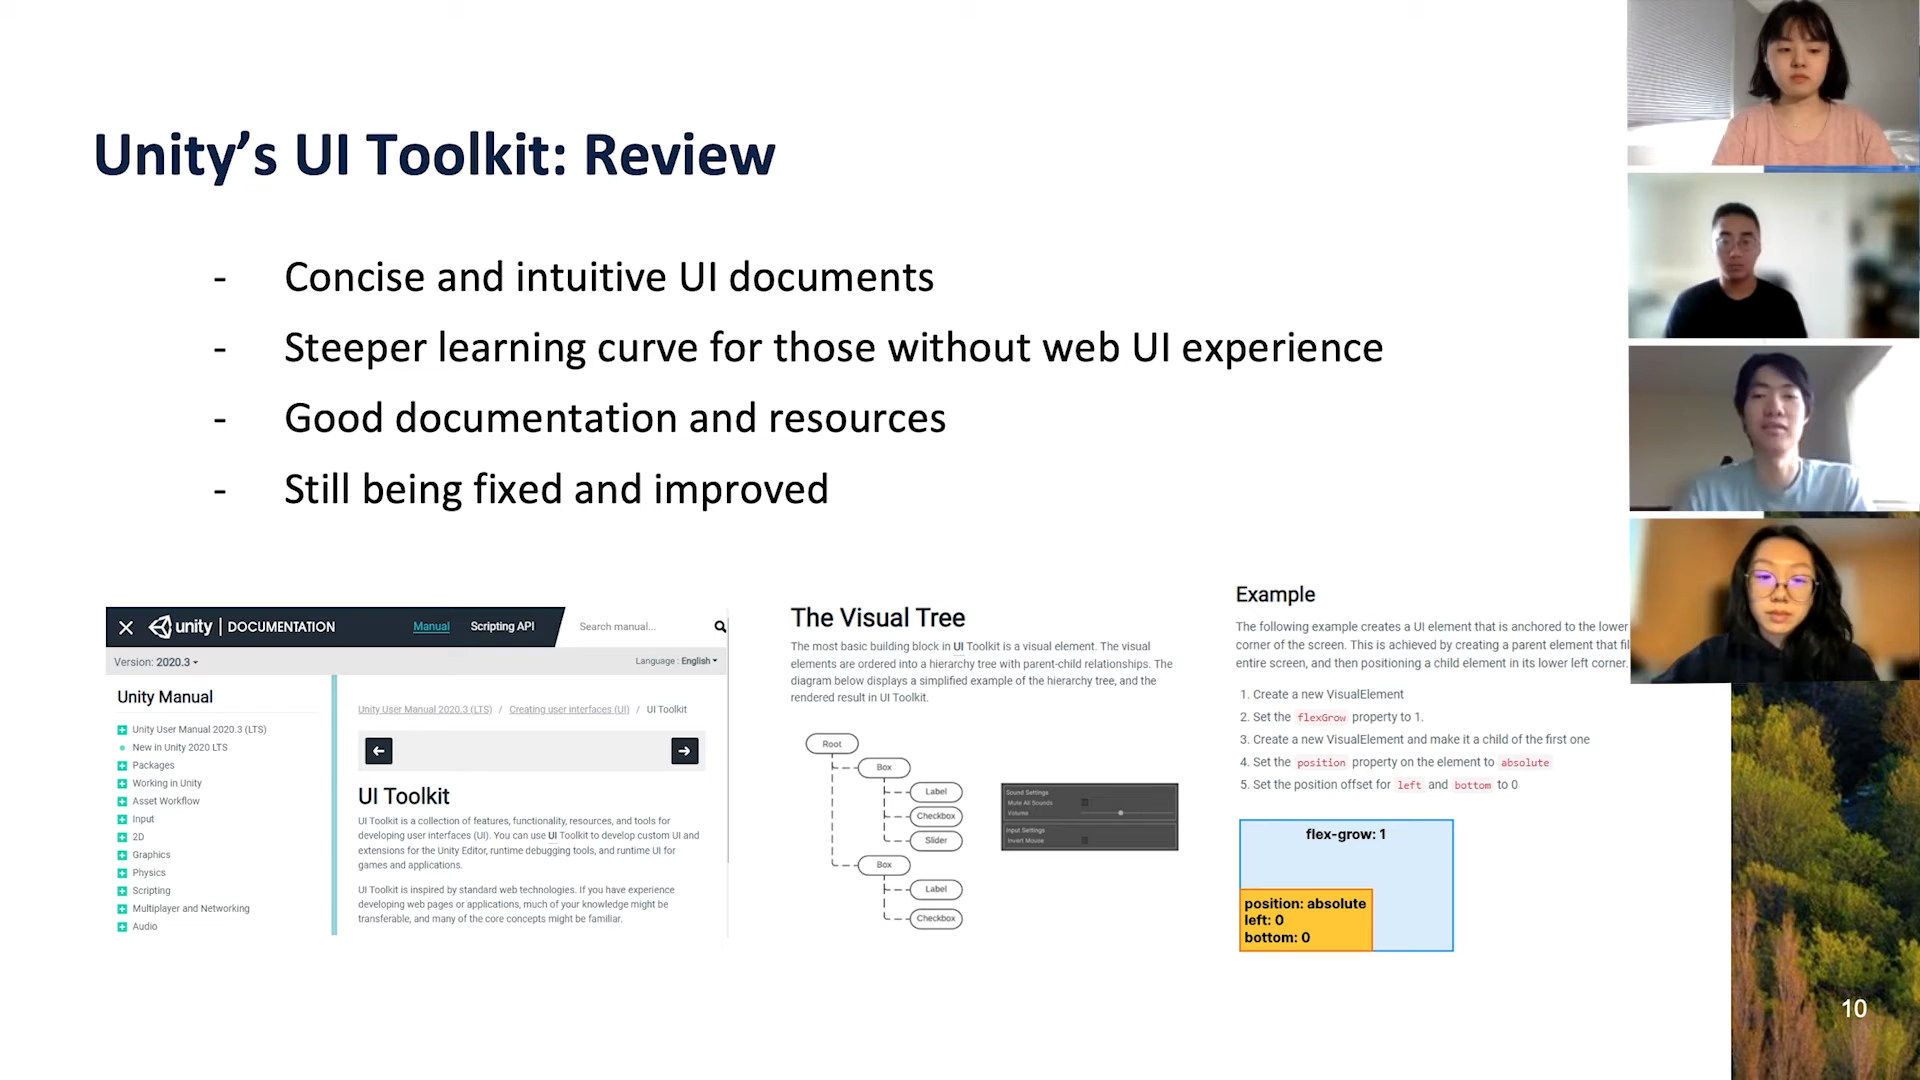 Unity’s UI Toolkit: Review
- Concise and intuitive UI documents
- Steeper learning curve for those without web UI experience
- Good documentation and resources
- Still being fixed and improved
unity | DOCUMENTATION
Manual
Scripting API
Search manual...
Version: 2020.3
Language : English
Unity Manual
Unity User Manual 2020.3 (LTS)
New in Unity 2020 LTS
Packages
Working in Unity
Asset Workflow
Input
2D
Graphics
Physics
Scripting
Multiplayer and Networking
Audio
Unity User Manual 2020.3 (LTS) / Creating user interfaces (UI) / UI Toolkit
UI Toolkit
UI Toolkit is a collection of features, functionality, resources, and tools for
developing user interfaces (UI). You can use UI Toolkit to develop custom UI and
extensions for the Unity Editor, runtime debugging tools, and runtime UI for
games and applications.
UI Toolkit is inspired by standard web technologies. If you have experience
developing web pages or applications, much of your knowledge might be
transferable, and many of the core concepts might be familiar.
The Visual Tree
The most basic building block in UI Toolkit is a visual element. The visual
elements are ordered into a hierarchy tree with parent-child relationships. The
diagram below displays a simplified example of the hierarchy tree, and the
rendered result in UI Toolkit.
Root
Box
Label
Checkbox
Slider
Box
Label
Checkbox
Sound Settings
Mute All Sounds
Volume
Input Settings
Invert Mouse
Example
The following example creates a UI element that is anchored to the lower
corner of the screen. This is achieved by creating a parent element that fil
entire screen, and then positioning a child element in its lower left corner.
1. Create a new VisualElement
2. Set the flexGrow property to 1.
3. Create a new VisualElement and make it a child of the first one
4. Set the position property on the element to absolute
5. Set the position offset for left and bottom to 0
flex-grow: 1
position: absolute
left: 0
bottom: 0
10